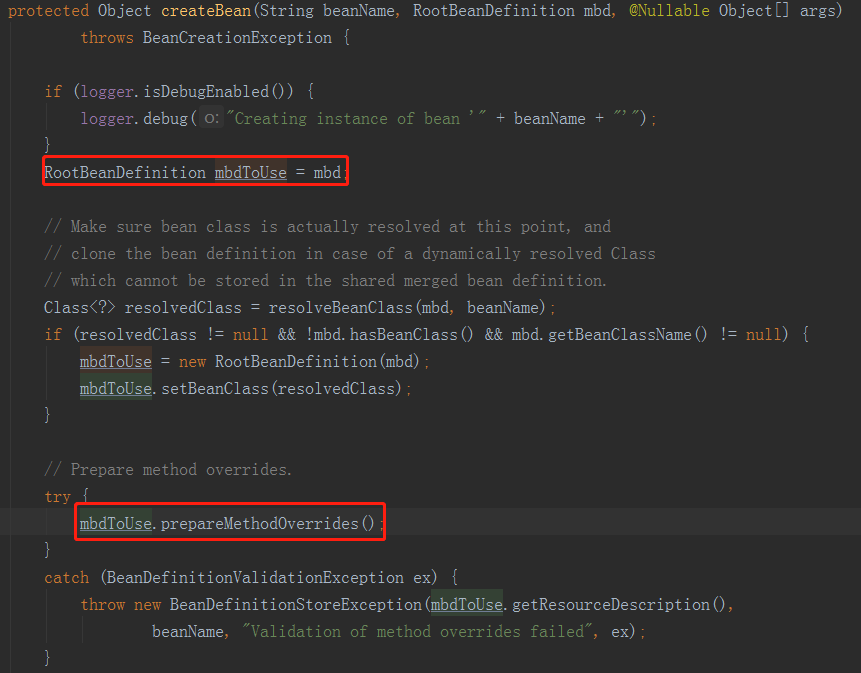 protected Object createBean(String beanName, RootBeanDefinition mbd, @Nullable Object[] args)
throws BeanCreationException {
if (logger.isDebugEnabled()) {
logger.debug( o: "Creating instance of bean '" + beanName + "'");
}
RootBeanDefinition mbdToUse = mbd;
// Make sure bean class is actually resolved at this point, and
// clone the bean definition in case of a dynamically resolved Class
// which cannot be stored in the shared merged bean definition.
Class<?> resolvedClass = resolveBeanClass(mbd, beanName);
if (resolvedClass != null && !mbd.hasBeanClass() && mbd.getBeanClassName() != null) {
mbdToUse = new RootBeanDefinition(mbd);
mbdToUse.setBeanClass(resolvedClass);
}
// Prepare method overrides.
try {
mbdToUse.prepareMethodOverrides();
}
catch (BeanDefinitionValidationException ex) {
throw new BeanDefinitionStoreException(mbdToUse.getResourceDescription(),
beanName, "Validation of method overrides failed", ex);
}